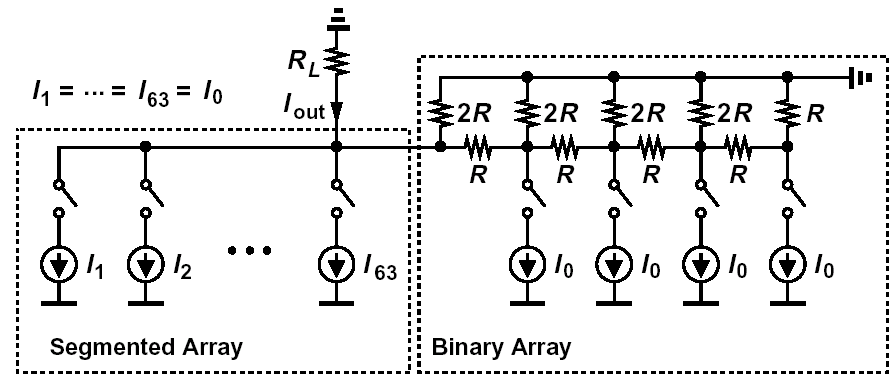 I1 = ··· = I63 = I0
RL
Iout
2R 2R 2R 2R R
R R R R
I1 I2 ··· I63
I0 I0 I0 I0
Segmented Array
Binary Array